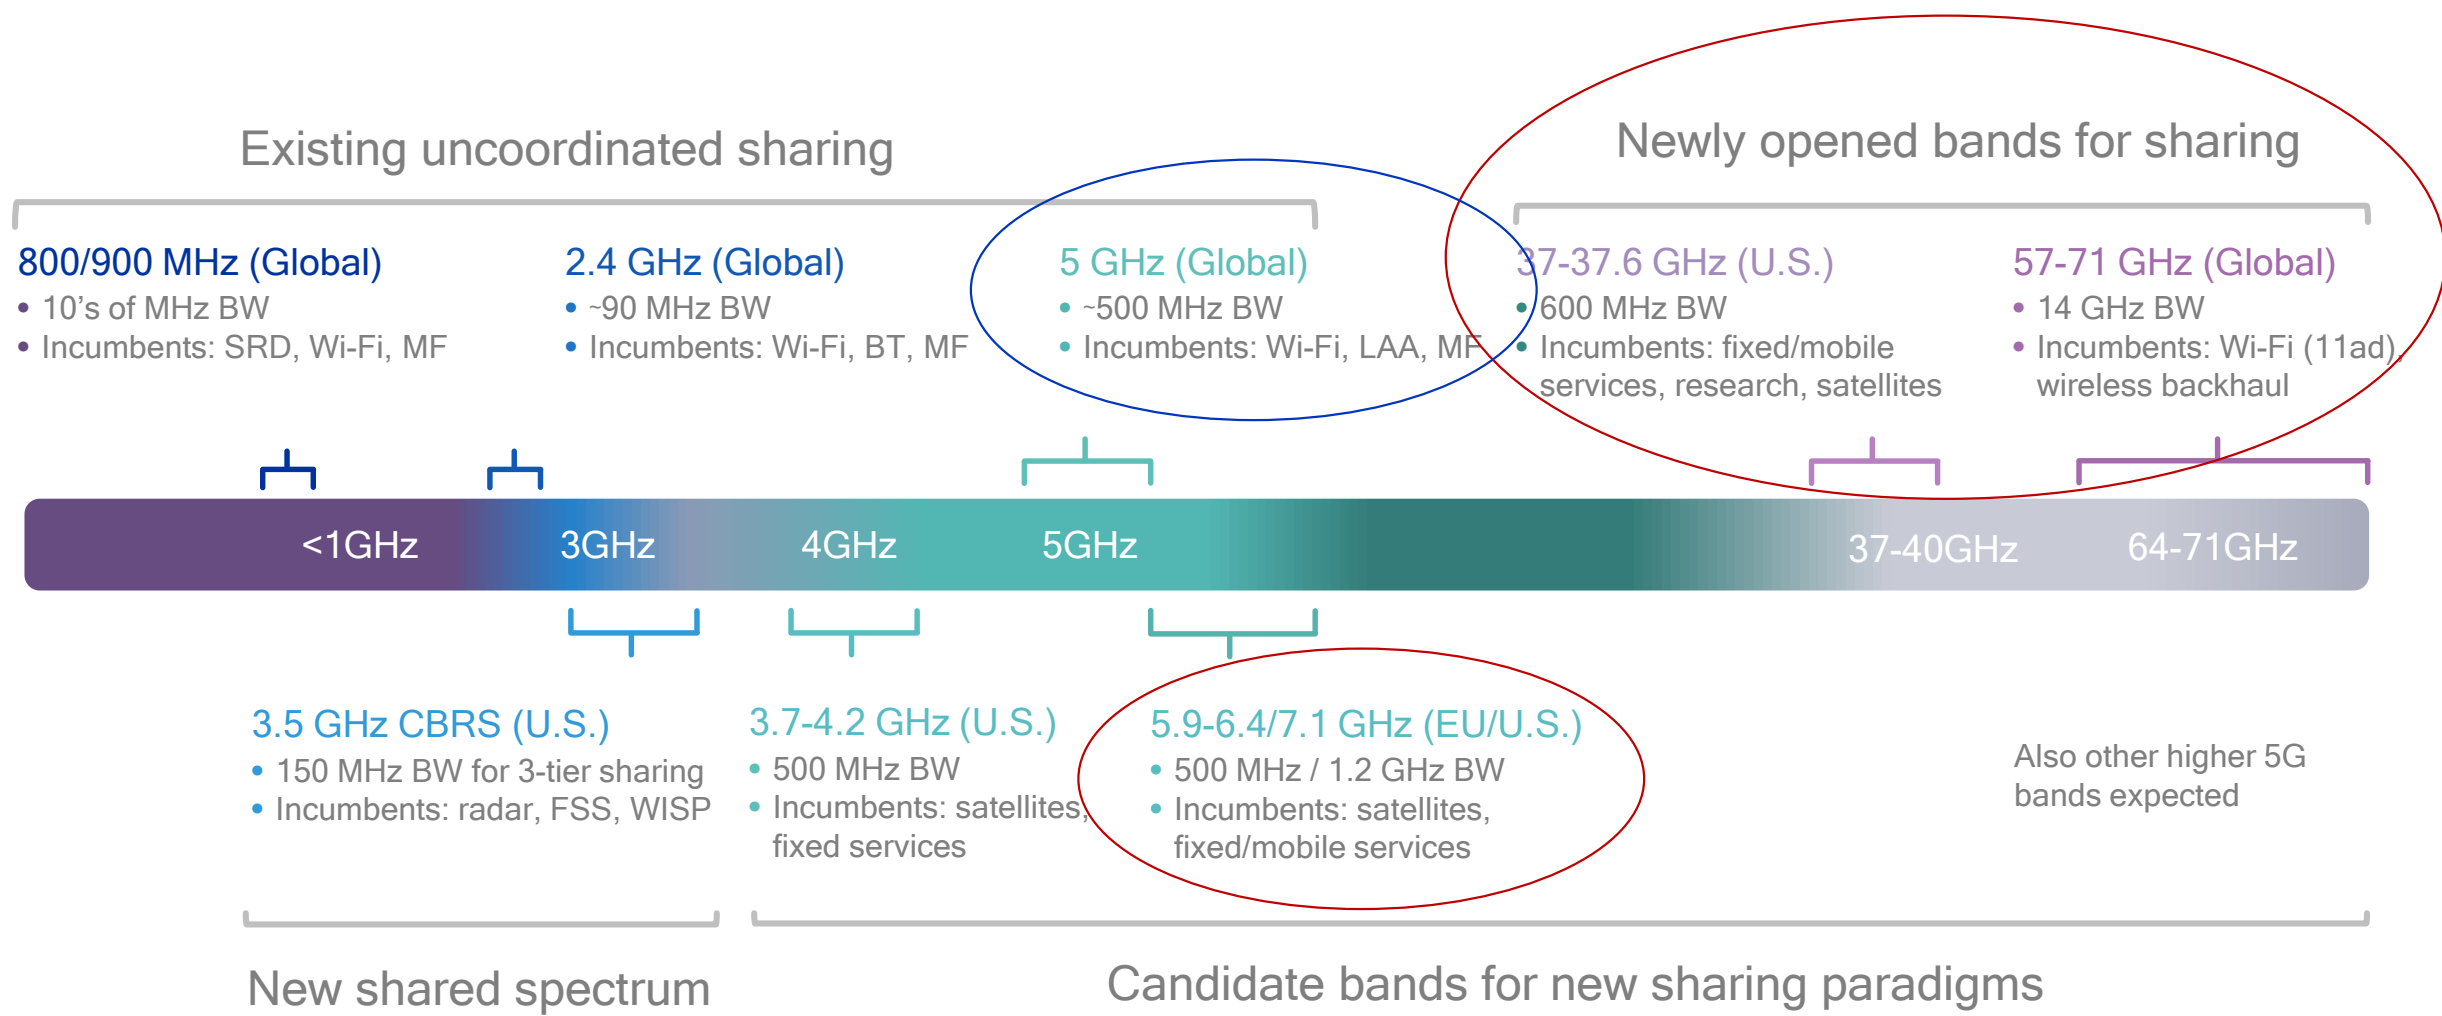 Existing uncoordinated sharing
Newly opened bands for sharing
800/900 MHz (Global)
• 10’s of MHz BW
• Incumbents: SRD, Wi-Fi, MF
2.4 GHz (Global)
• ~90 MHz BW
• Incumbents: Wi-Fi, BT, MF
5 GHz (Global)
• ~500 MHz BW
• Incumbents: Wi-Fi, LAA, MF
37-37.6 GHz (U.S.)
• 600 MHz BW
• Incumbents: fixed/mobile
services, research, satellites
57-71 GHz (Global)
• 14 GHz BW
• Incumbents: Wi-Fi (11ad),
wireless backhaul
<1GHz
3GHz
4GHz
5GHz
37-40GHz
64-71GHz
3.5 GHz CBRS (U.S.)
• 150 MHz BW for 3-tier sharing
• Incumbents: radar, FSS, WISP
3.7-4.2 GHz (U.S.)
• 500 MHz BW
• Incumbents: satellites,
fixed services
5.9-6.4/7.1 GHz (EU/U.S.)
• 500 MHz / 1.2 GHz BW
• Incumbents: satellites,
fixed/mobile services
Also other higher 5G
bands expected
New shared spectrum
Candidate bands for new sharing paradigms